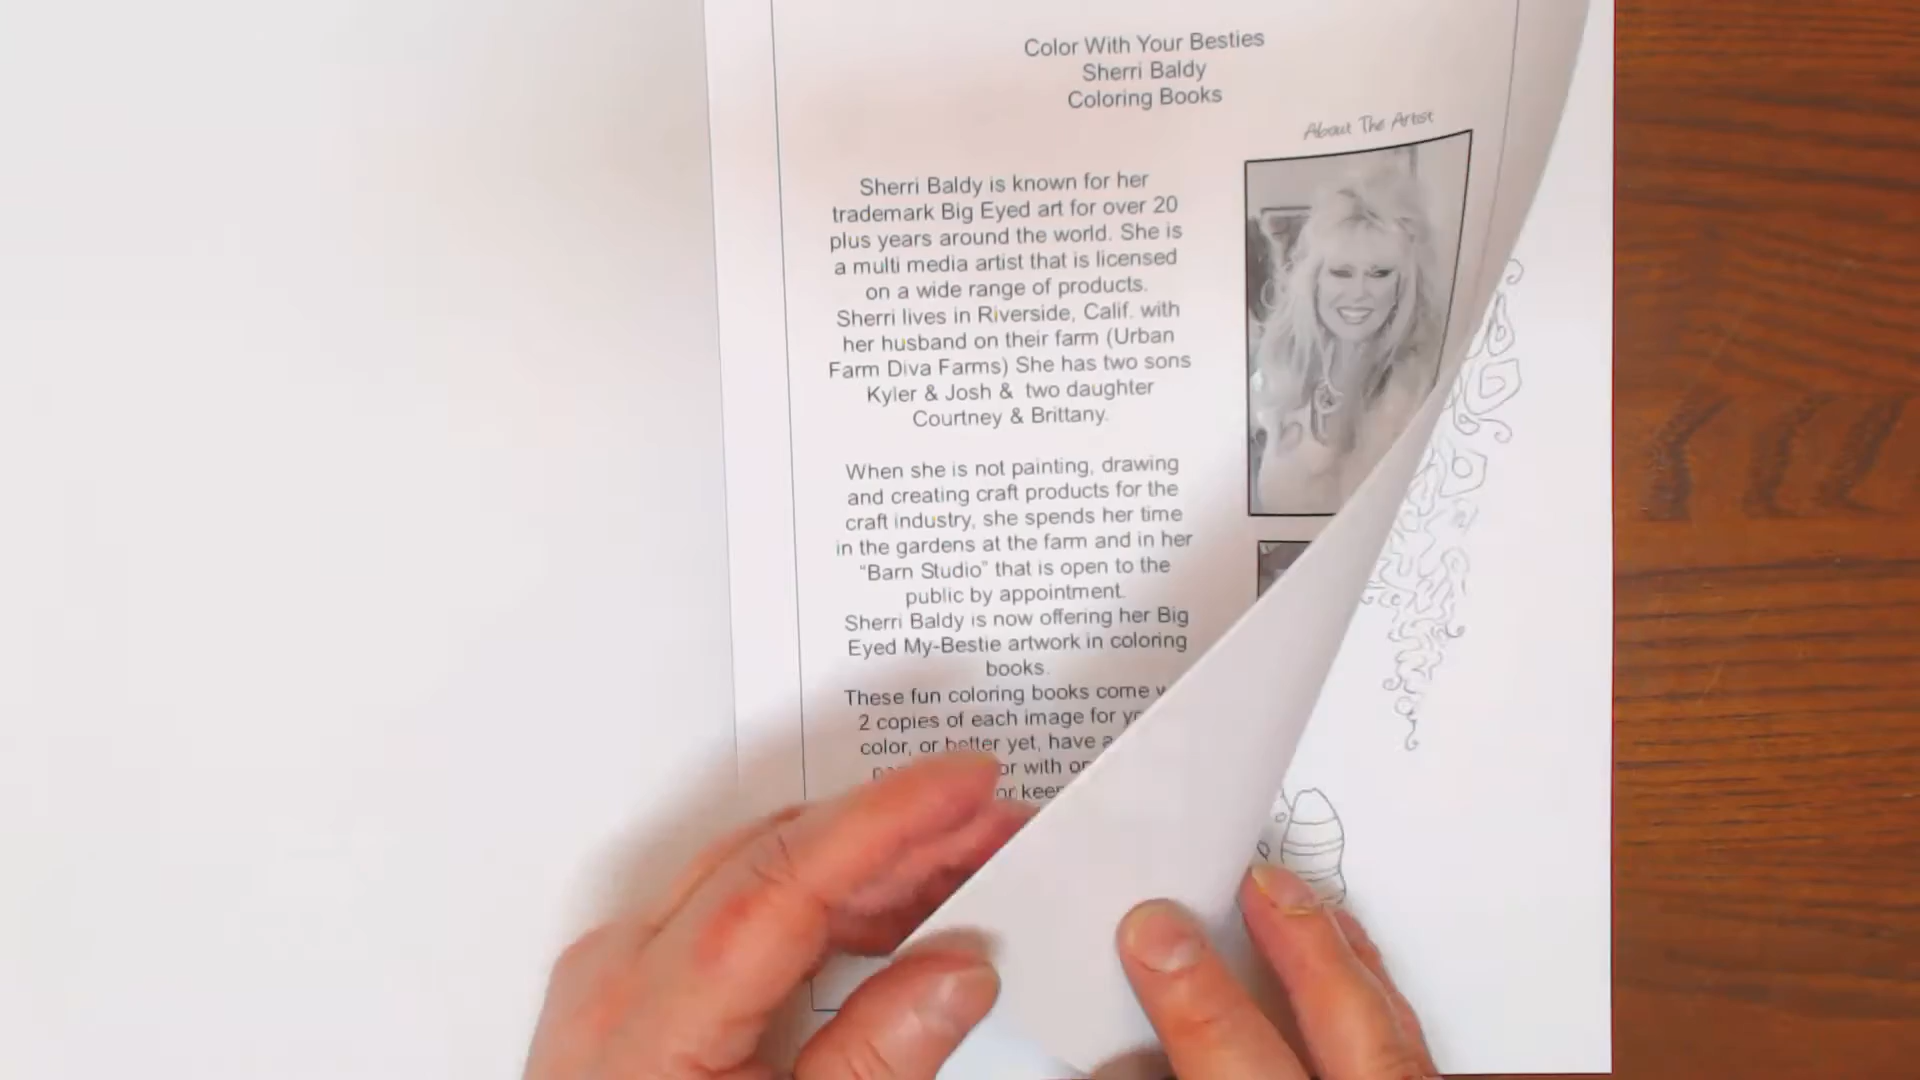 Color With Your Besties
Sherri Baldy
Coloring Books
About The Artist
Sherri Baldy is known for her
trademark Big Eyed art for over 20
plus years around the world. She is
a multi media artist that is licensed
on a wide range of products.
Sherri lives in Riverside, Calif. with
her husband on their farm (Urban
Farm Diva Farms) She has two sons
Kyler & Josh & two daughter
Courtney & Brittany.
When she is not painting, drawing
and creating craft products for the
craft industry, she spends her time
in the gardens at the farm and in her
“Barn Studio” that is open to the
public by appointment.
Sherri Baldy is now offering her Big
Eyed My-Bestie artwork in coloring
books.
These fun coloring books come
2 copies of each image for
color, or better yet, have a
or with
or keep